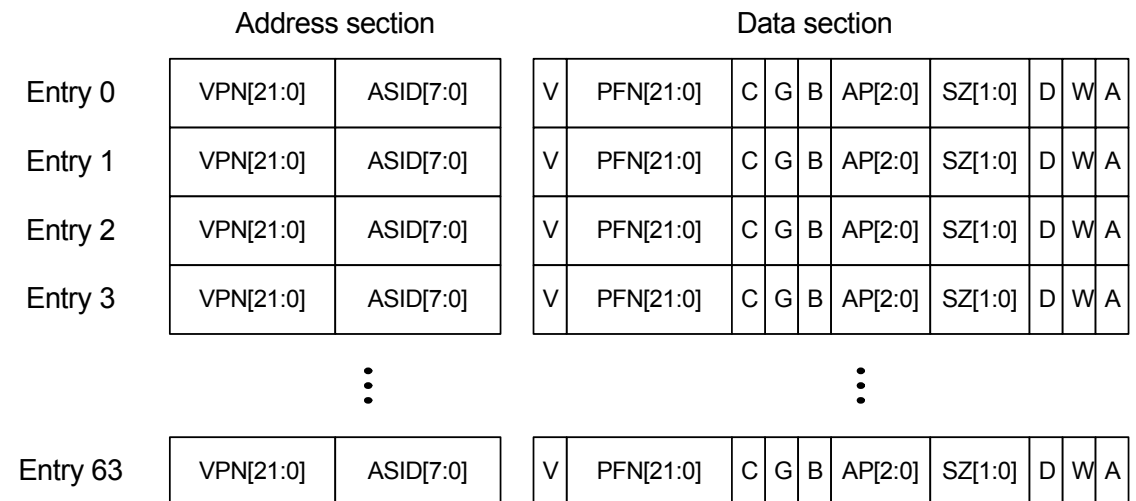 Address section Data section
Entry 0 VPN[21:0] ASID[7:0] V PFN[21:0] C G B AP[2:0] SZ[1:0] D W A
Entry 1 VPN[21:0] ASID[7:0] V PFN[21:0] C G B AP[2:0] SZ[1:0] D W A
Entry 2 VPN[21:0] ASID[7:0] V PFN[21:0] C G B AP[2:0] SZ[1:0] D W A
Entry 3 VPN[21:0] ASID[7:0] V PFN[21:0] C G B AP[2:0] SZ[1:0] D W A
Entry 63 VPN[21:0] ASID[7:0] V PFN[21:0] C G B AP[2:0] SZ[1:0] D W A